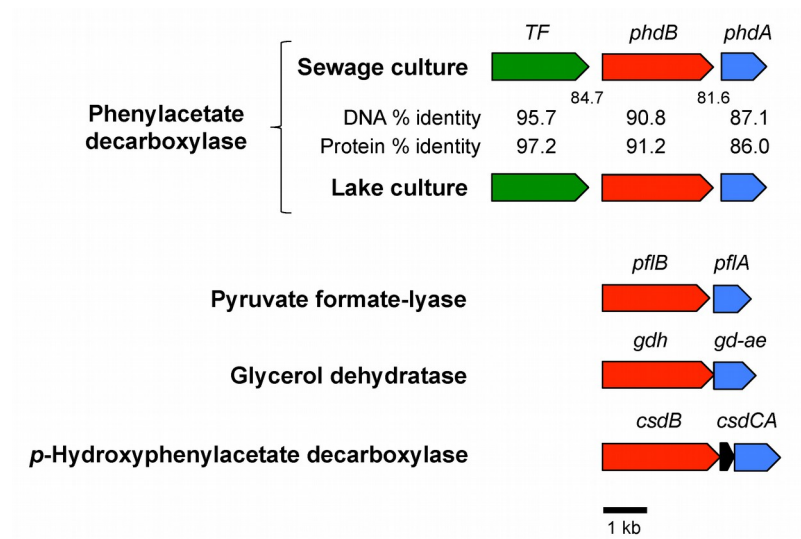 TF phdB phdA
Sewage culture
84.7 81.6
Phenylacetate
decarboxylase
DNA % identity 95.7 90.8 87.1
Protein % identity 97.2 91.2 86.0
Lake culture
pflB pflA
Pyruvate formate-lyase
gdh gd-ae
Glycerol dehydratase
csdB csdCA
p-Hydroxyphenylacetate decarboxylase
1 kb